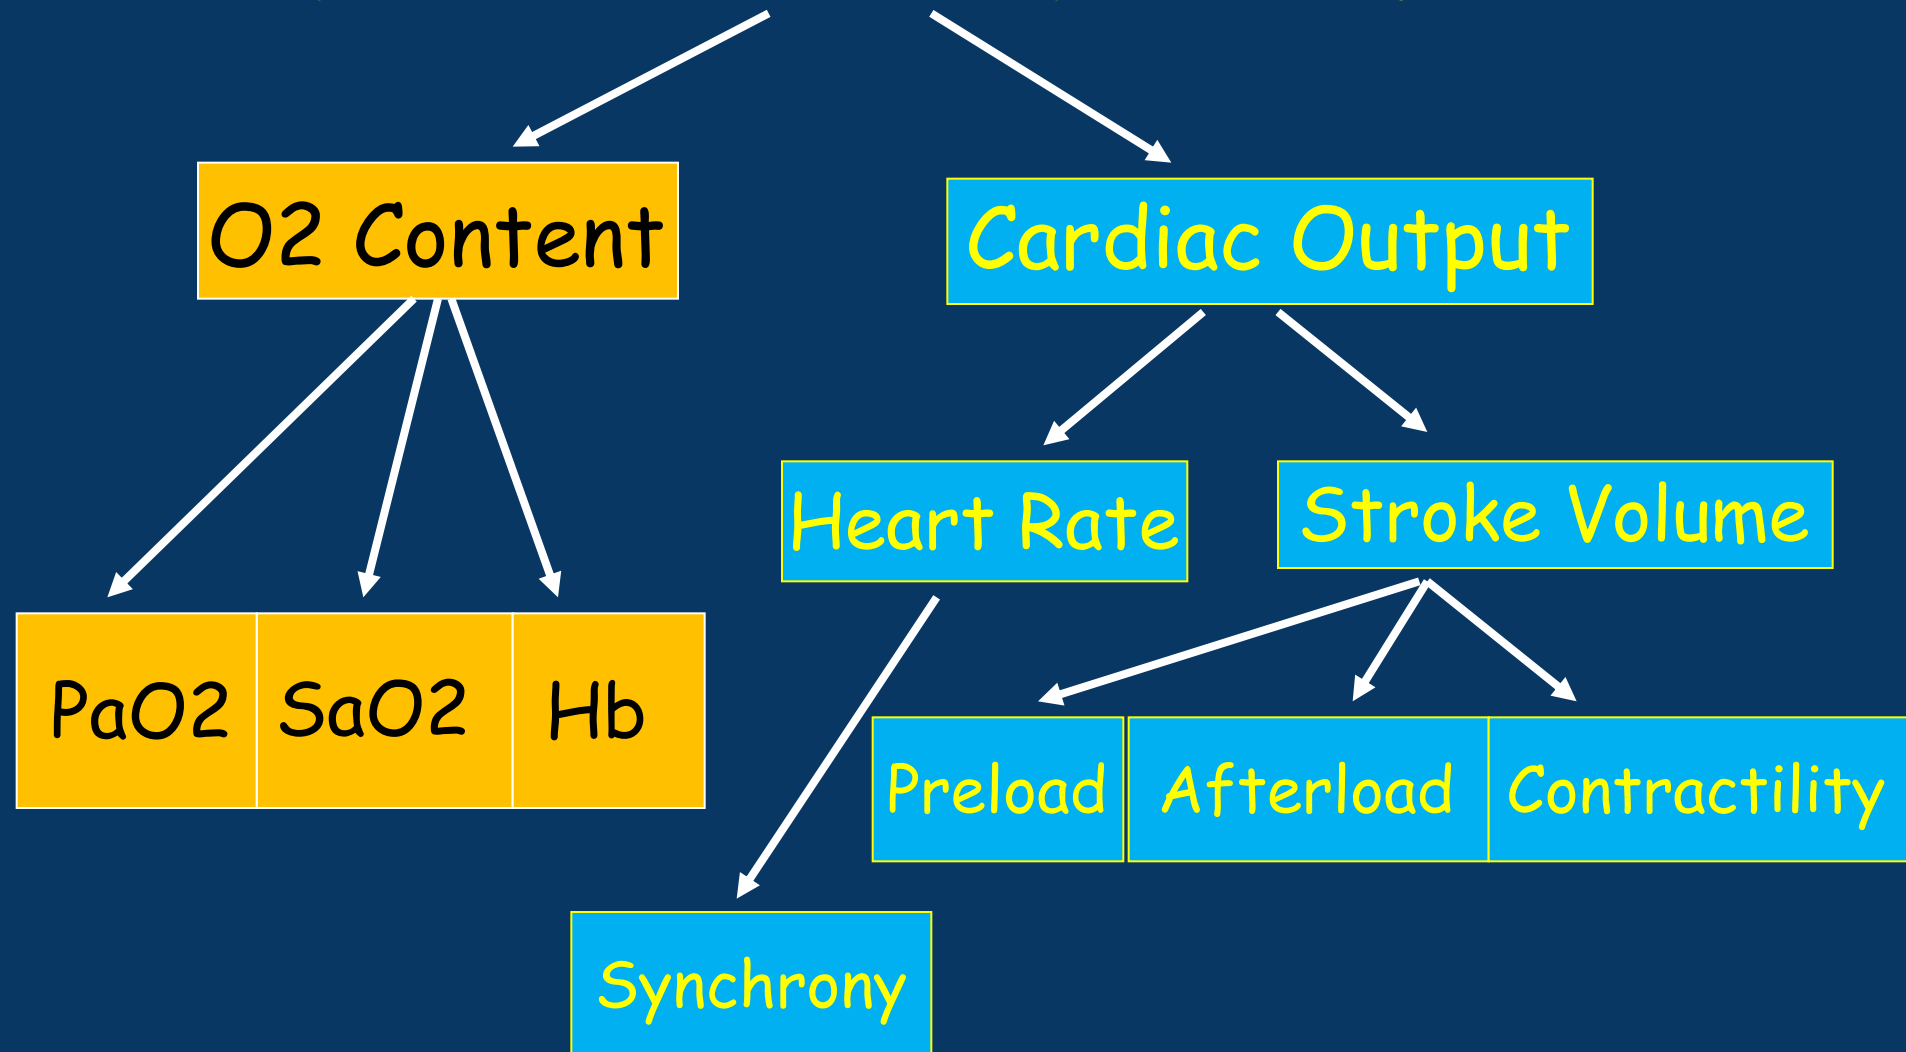 O2 Content
Cardiac Output
Heart Rate
Stroke Volume
PaO2
SaO2
Hb
Preload
Afterload
Contractility
Synchrony